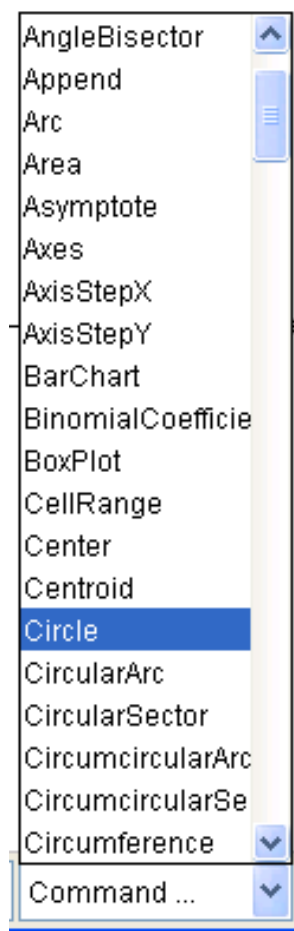 AngleBisector
Append
Arc
Area
Asymptote
Axes
AxisStepX
AxisStepY
BarChart
BinomialCoefficie
BoxPlot
CellRange
Center
Centroid
Circle
CircularArc
CircularSector
CircumcircularArc
CircumcircularSe
Circumference
Command ...